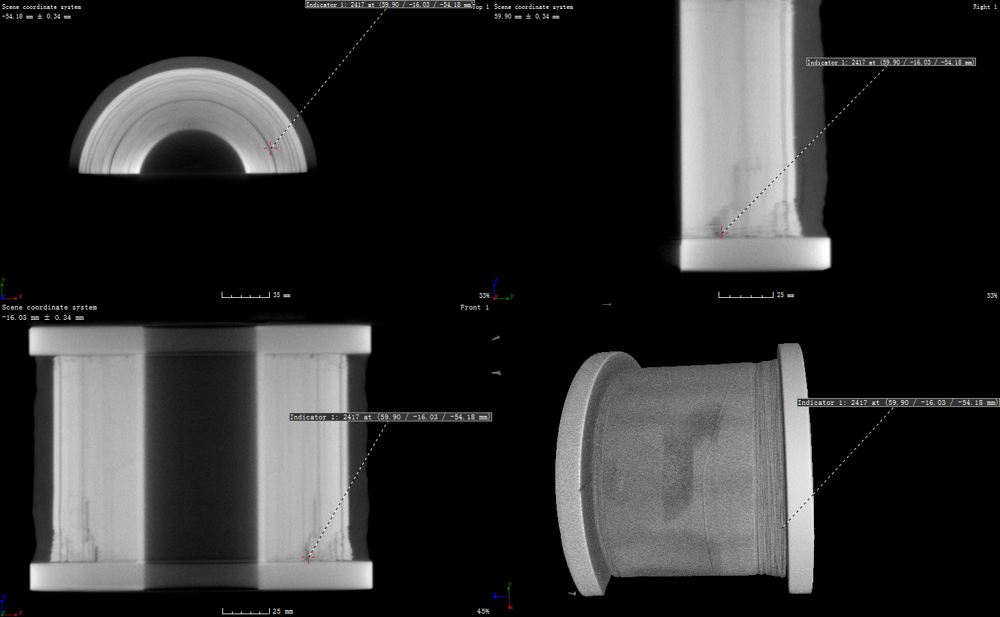 Scene coordinate system
-54.18 mm ± 0.34 mm
Indicator 1: 2417 at (59.90 / -16.03 / -54.18 mm)
Top 1
35 mm
33%
y
x
Scene coordinate system
59.90 mm ± 0.34 mm
Right 1
Indicator 1: 2417 at (59.90 / -16.03 / -54.18 mm)
25 mm
53%
z
x
y
Scene coordinate system
-16.03 mm ± 0.34 mm
Front 1
Indicator 1: 2417 at (59.90 / -16.03 / -54.18 mm)
25 mm
45%
z
y
x
Indicator 1: 2417 at (59.90 / -16.03 / -54.18 mm)
y
x